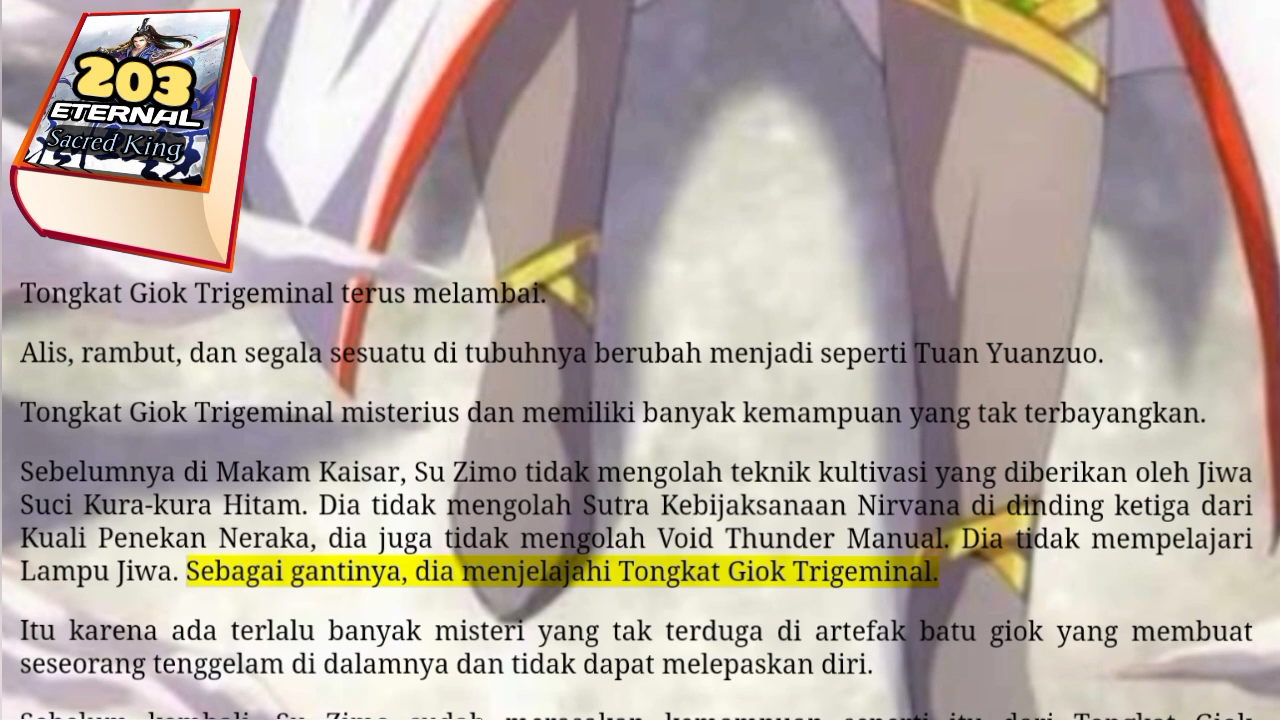 203
ETERNAL
Sacred King
Tongkat Giok Trigeminal terus melambai.
Alis, rambut, dan segala sesuatu di tubuhnya berubah menjadi seperti Tuan Yuanzuo.
Tongkat Giok Trigeminal misterius dan memiliki banyak kemampuan yang tak terbayangkan.
Sebelumnya di Makam Kaisar, Su Zimo tidak mengolah teknik kultivasi yang diberikan oleh Jiwa
Suci Kura-kura Hitam. Dia tidak mengolah Sutra Kebijaksanaan Nirvana di dinding ketiga dari
Kuali Penekan Neraka, dia juga tidak mengolah Void Thunder Manual. Dia tidak mempelajari
Lampu Jiwa. Sebagai gantinya, dia menjelajahi Tongkat Giok Trigeminal.
Itu karena ada terlalu banyak misteri yang tak terduga di artefak batu giok yang membuat
seseorang tenggelam di dalamnya dan tidak dapat melepaskan diri.